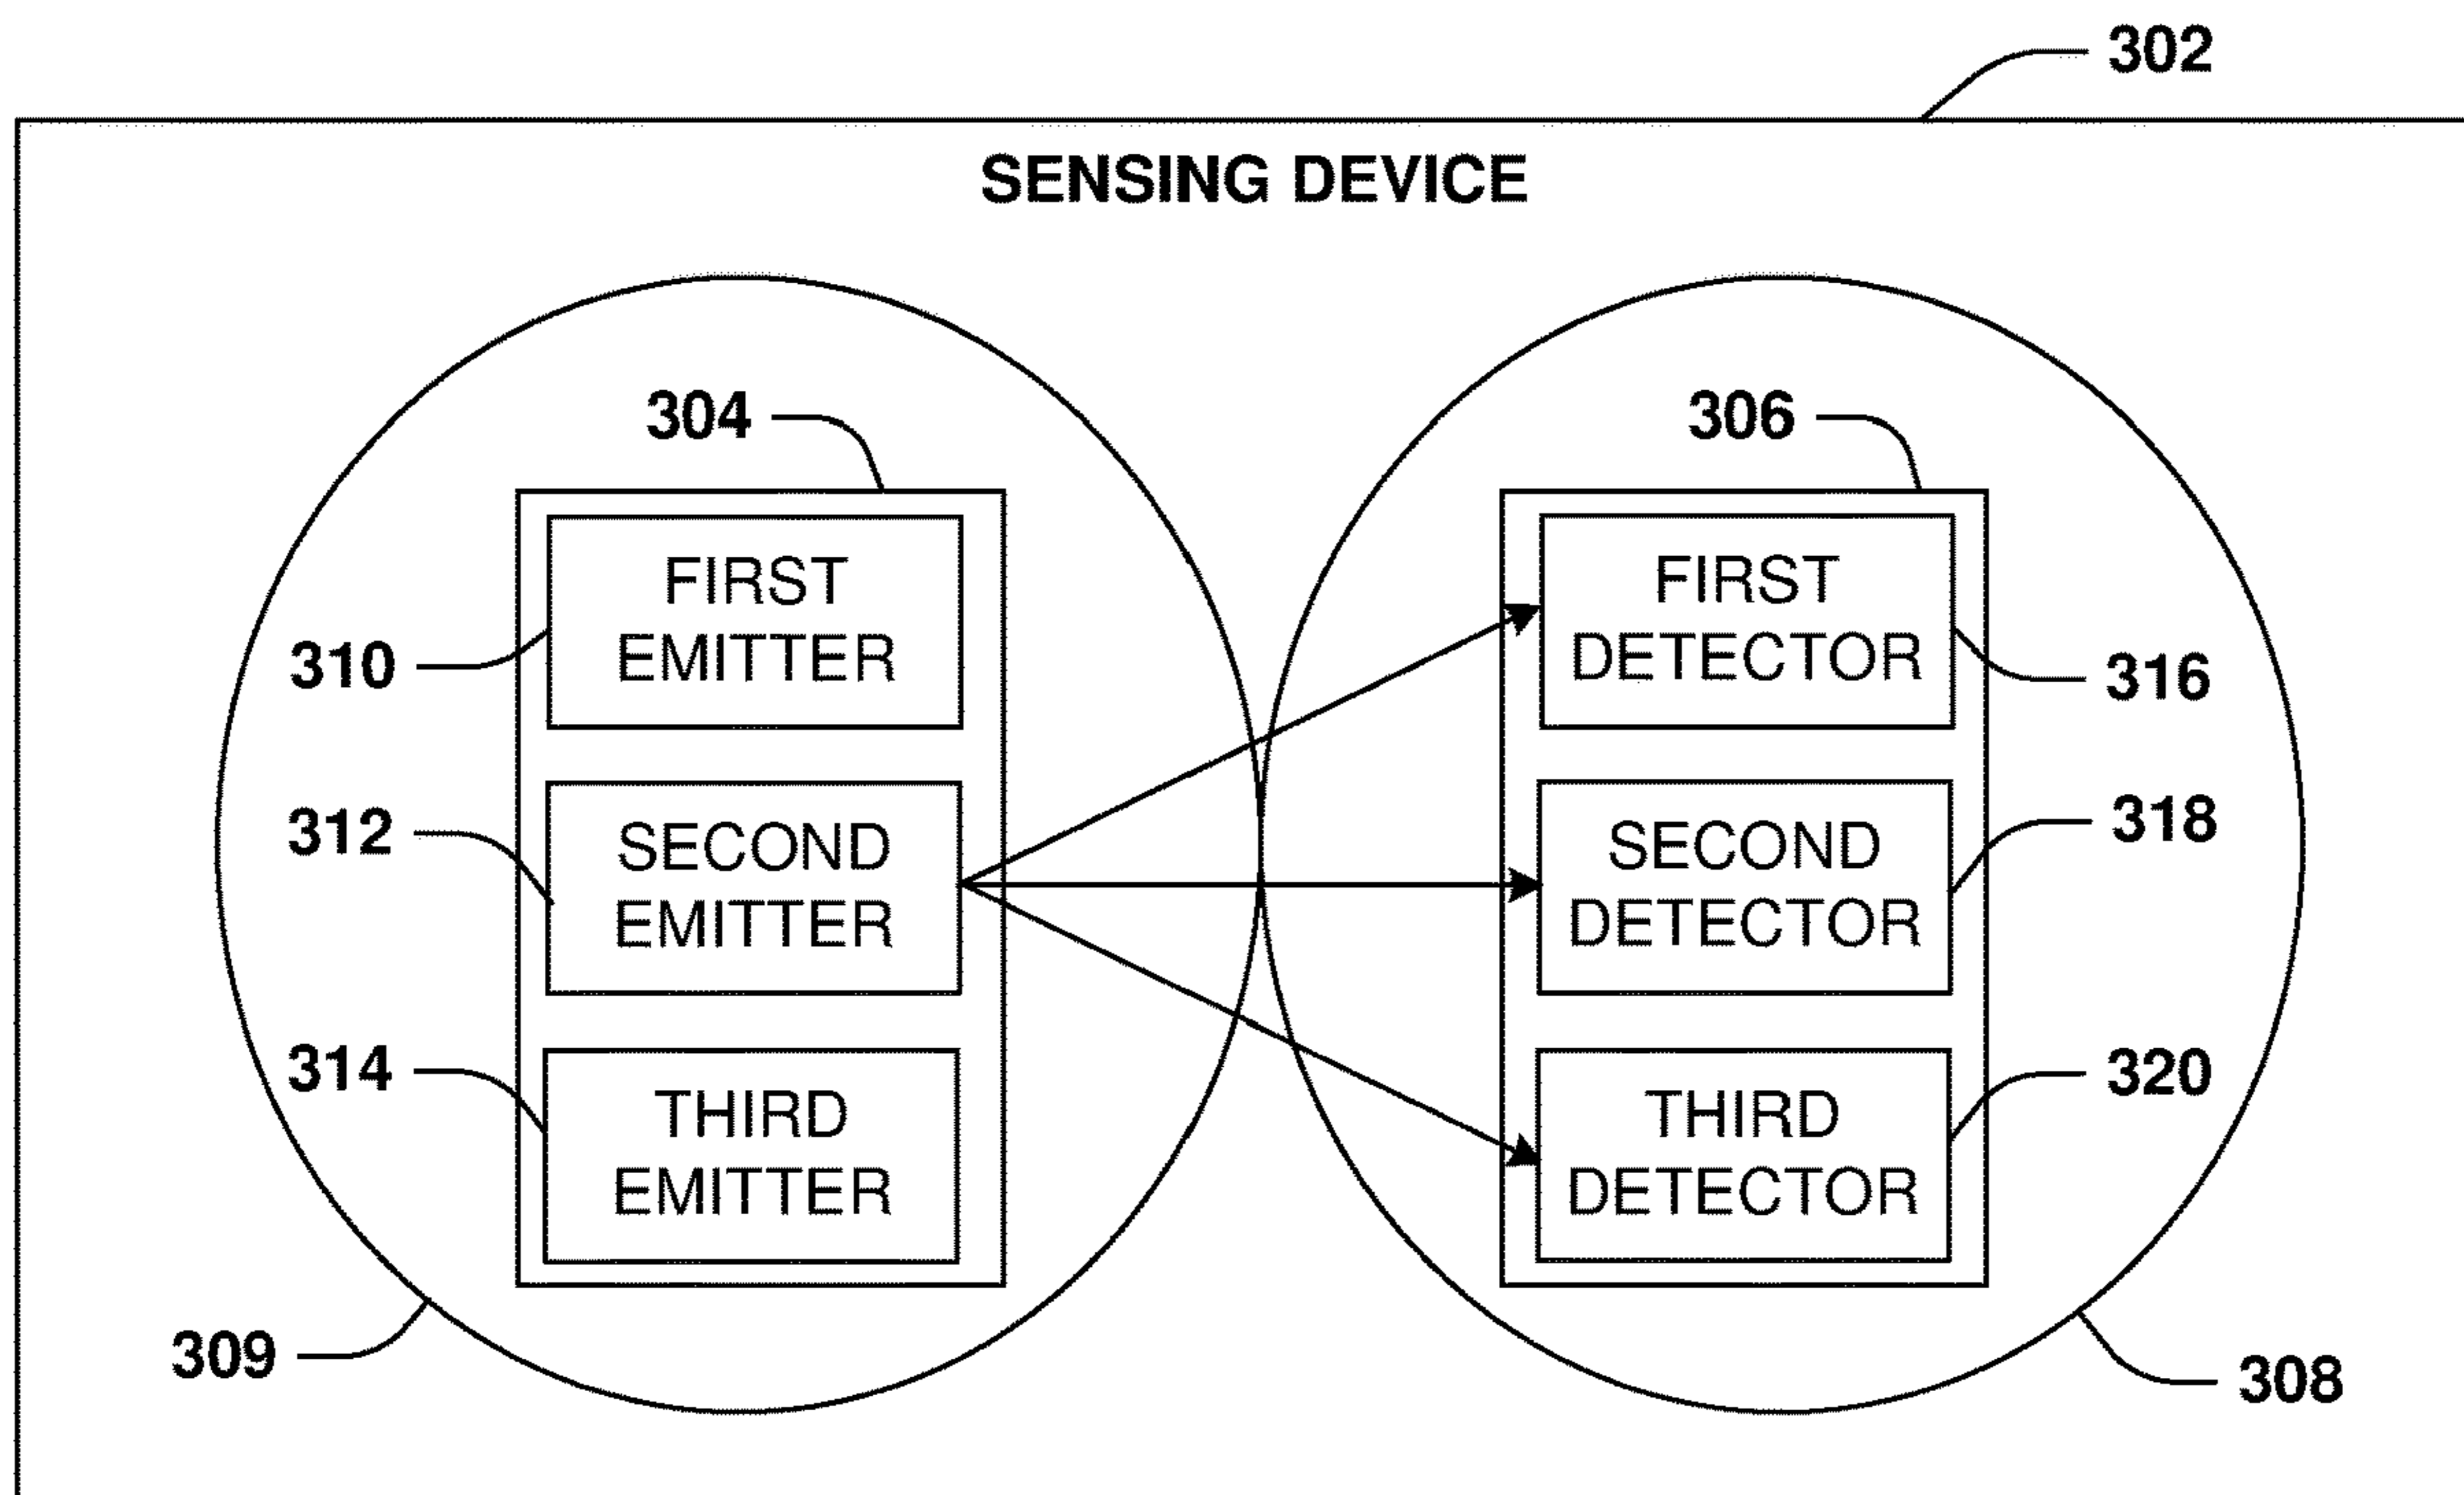 302
SENSING DEVICE
304
306
FIRST
EMITTER
310
FIRST
DETECTOR
316
312
SECOND
EMITTER
SECOND
DETECTOR
318
314
THIRD
EMITTER
THIRD
DETECTOR
320
309
308